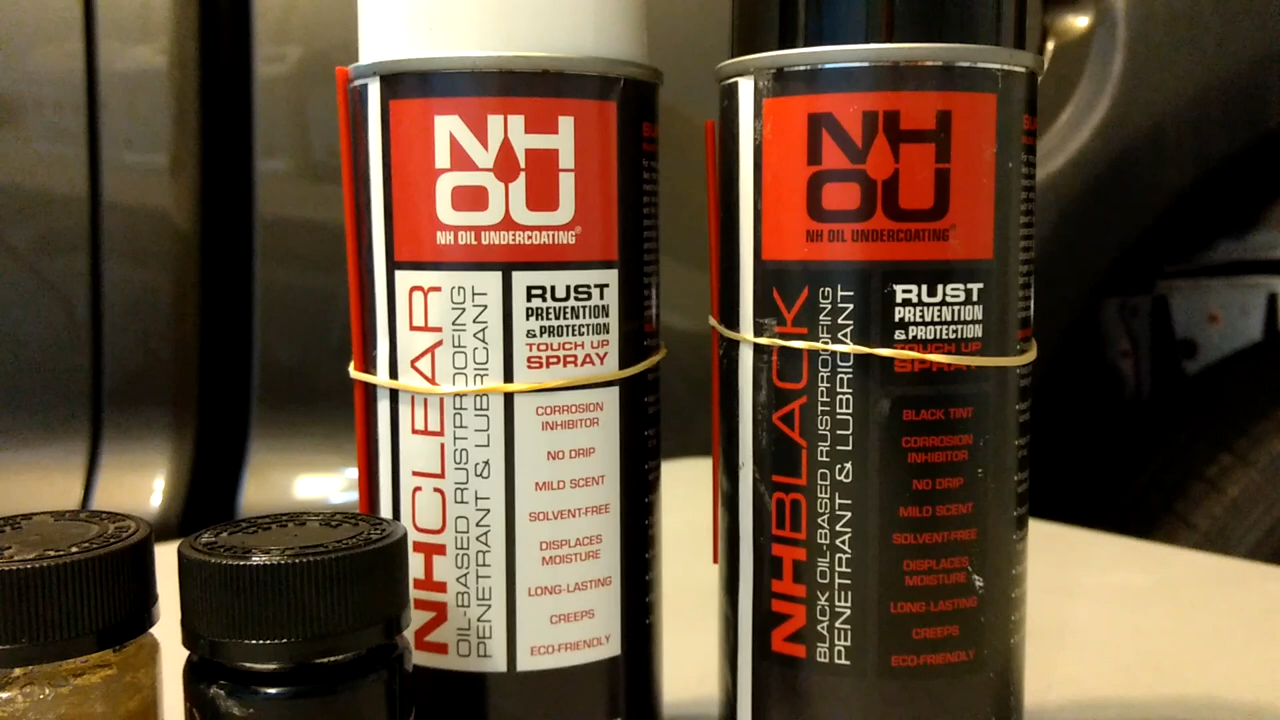 NH
OU
NH OIL UNDERCOATING®
NHCLEAR
OIL-BASED RUSTPROOFING
PENETRANT & LUBRICANT
RUST
PREVENTION
& PROTECTION
TOUCH UP
SPRAY
CORROSION
INHIBITOR
NO DRIP
MILD SCENT
SOLVENT-FREE
DISPLACES
MOISTURE
LONG-LASTING
CREEPS
ECO-FRIENDLY
NH
OU
NH OIL UNDERCOATING®
NHBLACK
BLACK OIL-BASED RUSTPROOFING
PENETRANT & LUBRICANT
RUST
PREVENTION
& PROTECTION
TOUCH UP
SPRAY
BLACK TINT
CORROSION
INHIBITOR
NO DRIP
MILD SCENT
SOLVENT-FREE
DISPLACES
MOISTURE
LONG-LASTING
CREEPS
ECO-FRIENDLY